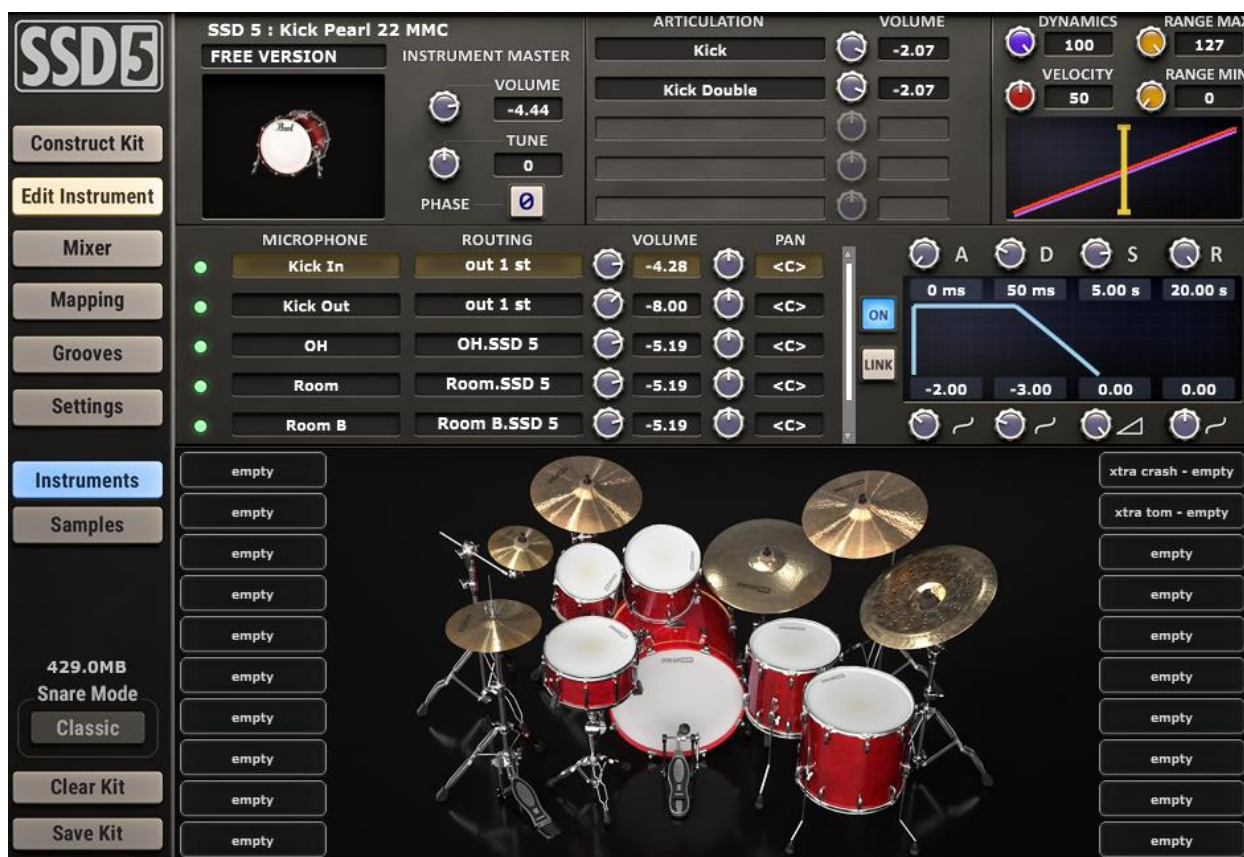 SSD5
Construct Kit
Edit Instrument
Mixer
Mapping
Grooves
Settings
Instruments
Samples
429.0MB
Snare Mode
Classic
Clear Kit
Save Kit
SSD 5 : Kick Pearl 22 MMC
FREE VERSION
Pearl
INSTRUMENT MASTER
VOLUME
-4.44
TUNE
0
PHASE 0
ARTICULATION VOLUME
Kick -2.07
Kick Double -2.07
DYNAMICS RANGE MAX
100 127
VELOCITY RANGE MIN
50 0
MICROPHONE ROUTING VOLUME PAN
Kick In out 1 st -4.28 <C>
Kick Out out 1 st -8.00 <C>
OH OH.SSD 5 -5.19 <C>
Room Room.SSD 5 -5.19 <C>
Room B Room B.SSD 5 -5.19 <C>
ON
LINK
A D S R
0 ms 50 ms 5.00 s 20.00 s
-2.00 -3.00 0.00 0.00
empty
empty
empty
empty
empty
empty
empty
empty
empty
empty
xtra crash - empty
xtra tom - empty
empty
empty
empty
empty
empty
empty
empty
empty